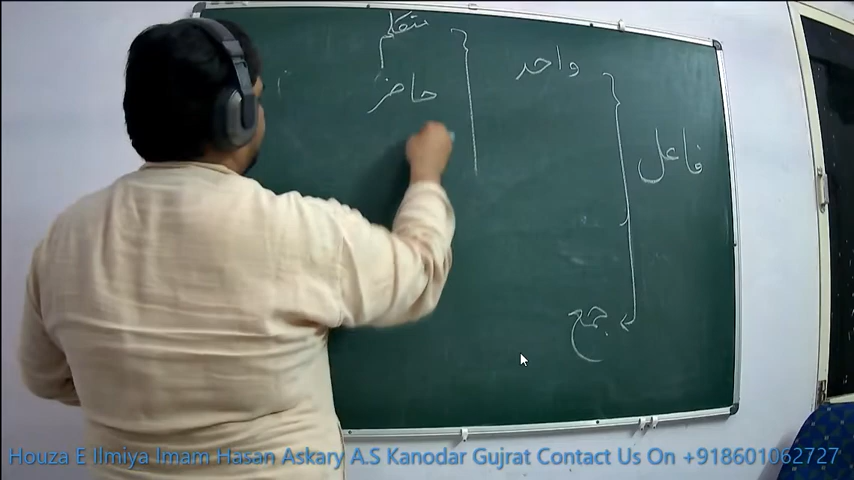 فاعل
واحد
جمع
متکلم
حاضر
Houza E Ilmiya Imam Hasan Askary A.S Kanodar Gujrat Contact Us On +918601062727